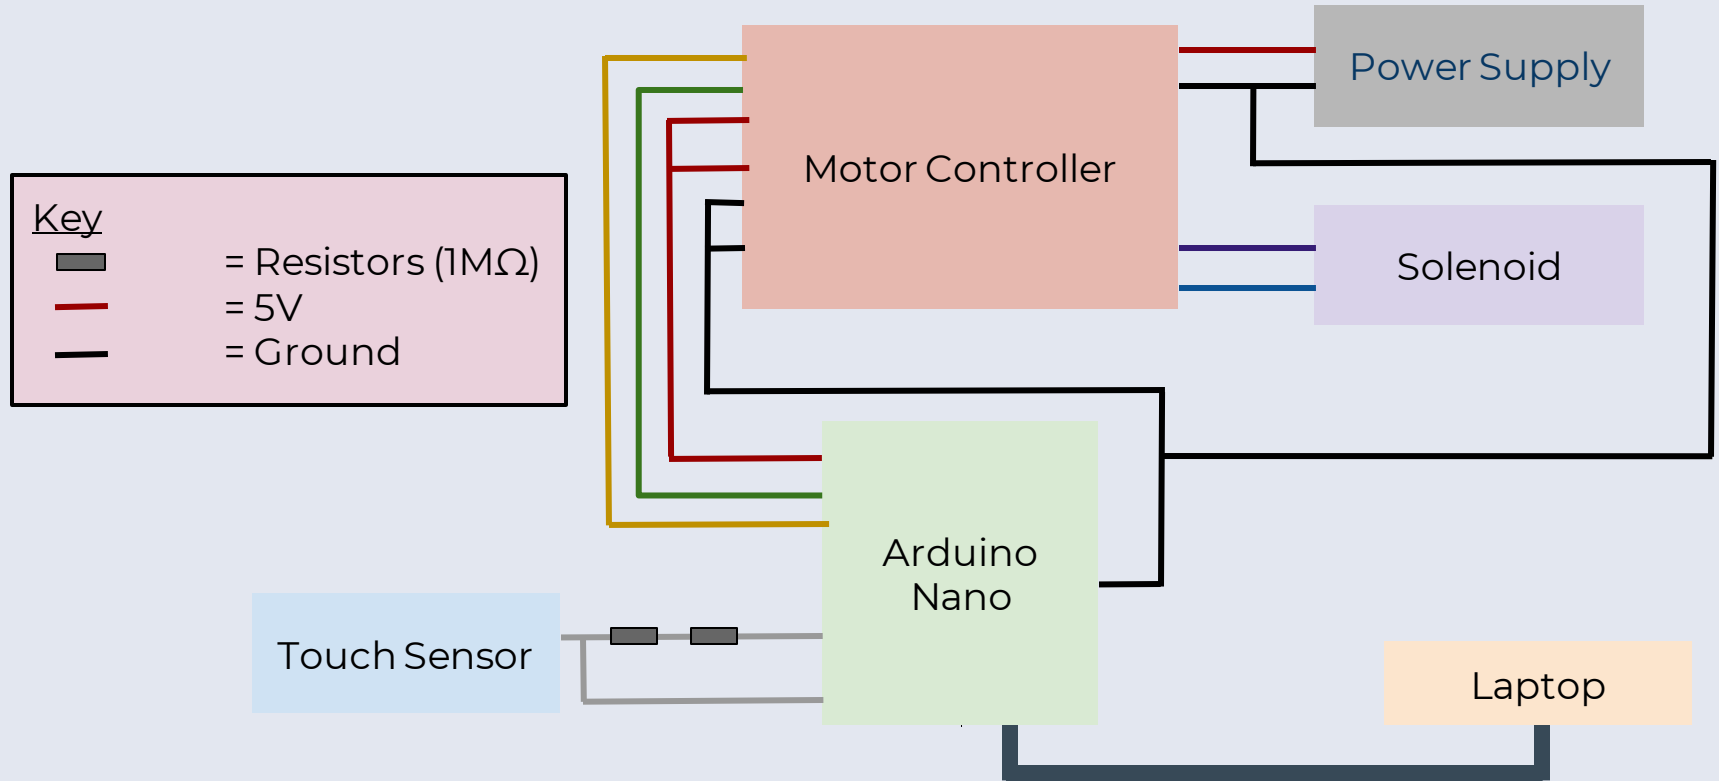 Power Supply
Motor Controller
Key
= Resistors (1MΩ)
= 5V
= Ground
Solenoid
Arduino
Nano
Touch Sensor
Laptop